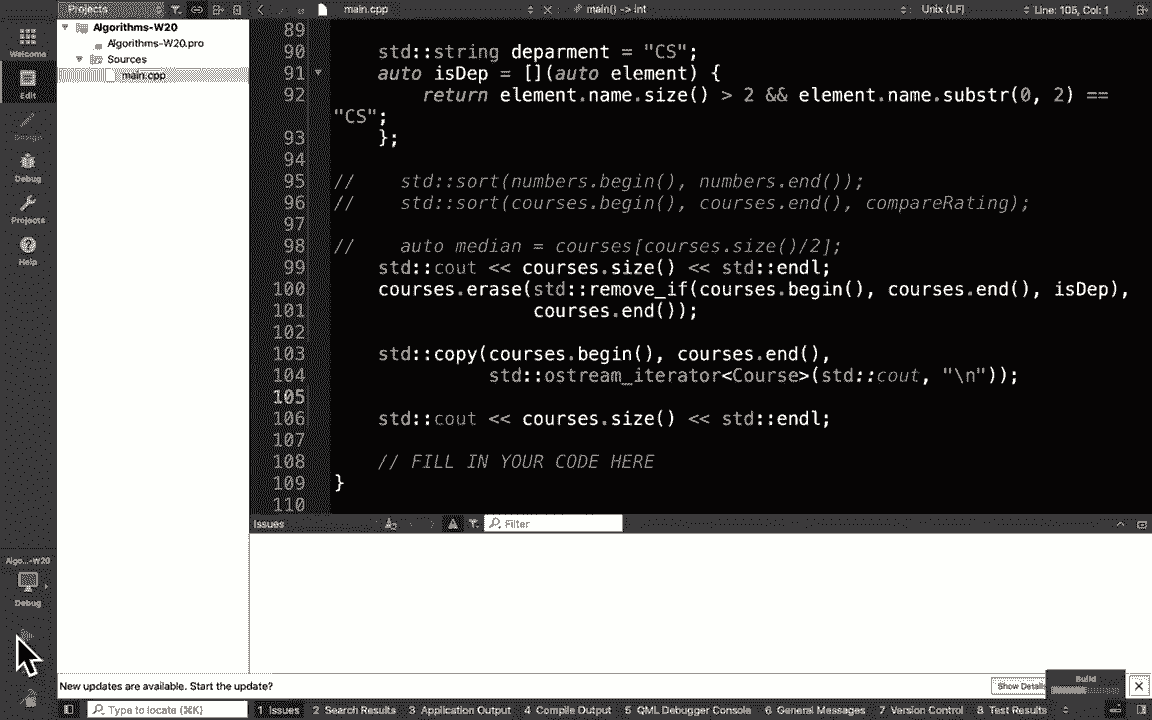 Projects
main.cpp
main() -> int
Unix (LF)
Line: 105, Col: 1
Welcome
Edit
Design
Debug
Projects
Help
Algorithms-W20
Algorithms-W20.pro
Sources
main.cpp
89
90 std::string deparment = "CS";
91 auto isDep = [](auto element) {
92 return element.name.size() > 2 && element.name.substr(0, 2) ==
"CS";
93 };
94
95 // std::sort(numbers.begin(), numbers.end());
96 // std::sort(courses.begin(), courses.end(), compareRating);
97
98 // auto median = courses[courses.size()/2];
99 std::cout << courses.size() << std::endl;
100 courses.erase(std::remove_if(courses.begin(), courses.end(), isDep),
101 courses.end());
102
103 std::copy(courses.begin(), courses.end(),
104 std::ostream_iterator<Course>(std::cout, "\n"));
105
106 std::cout << courses.size() << std::endl;
107
108 // FILL IN YOUR CODE HERE
109 }
110
Issues
Filter
Algo...-W20
Debug
New updates are available. Start the update?
Show Details
Build
Type to locate (⌘K)
1 Issues
2 Search Results
3 Application Output
4 Compile Output
5 QML Debugger Console
6 General Messages
7 Version Control
8 Test Results